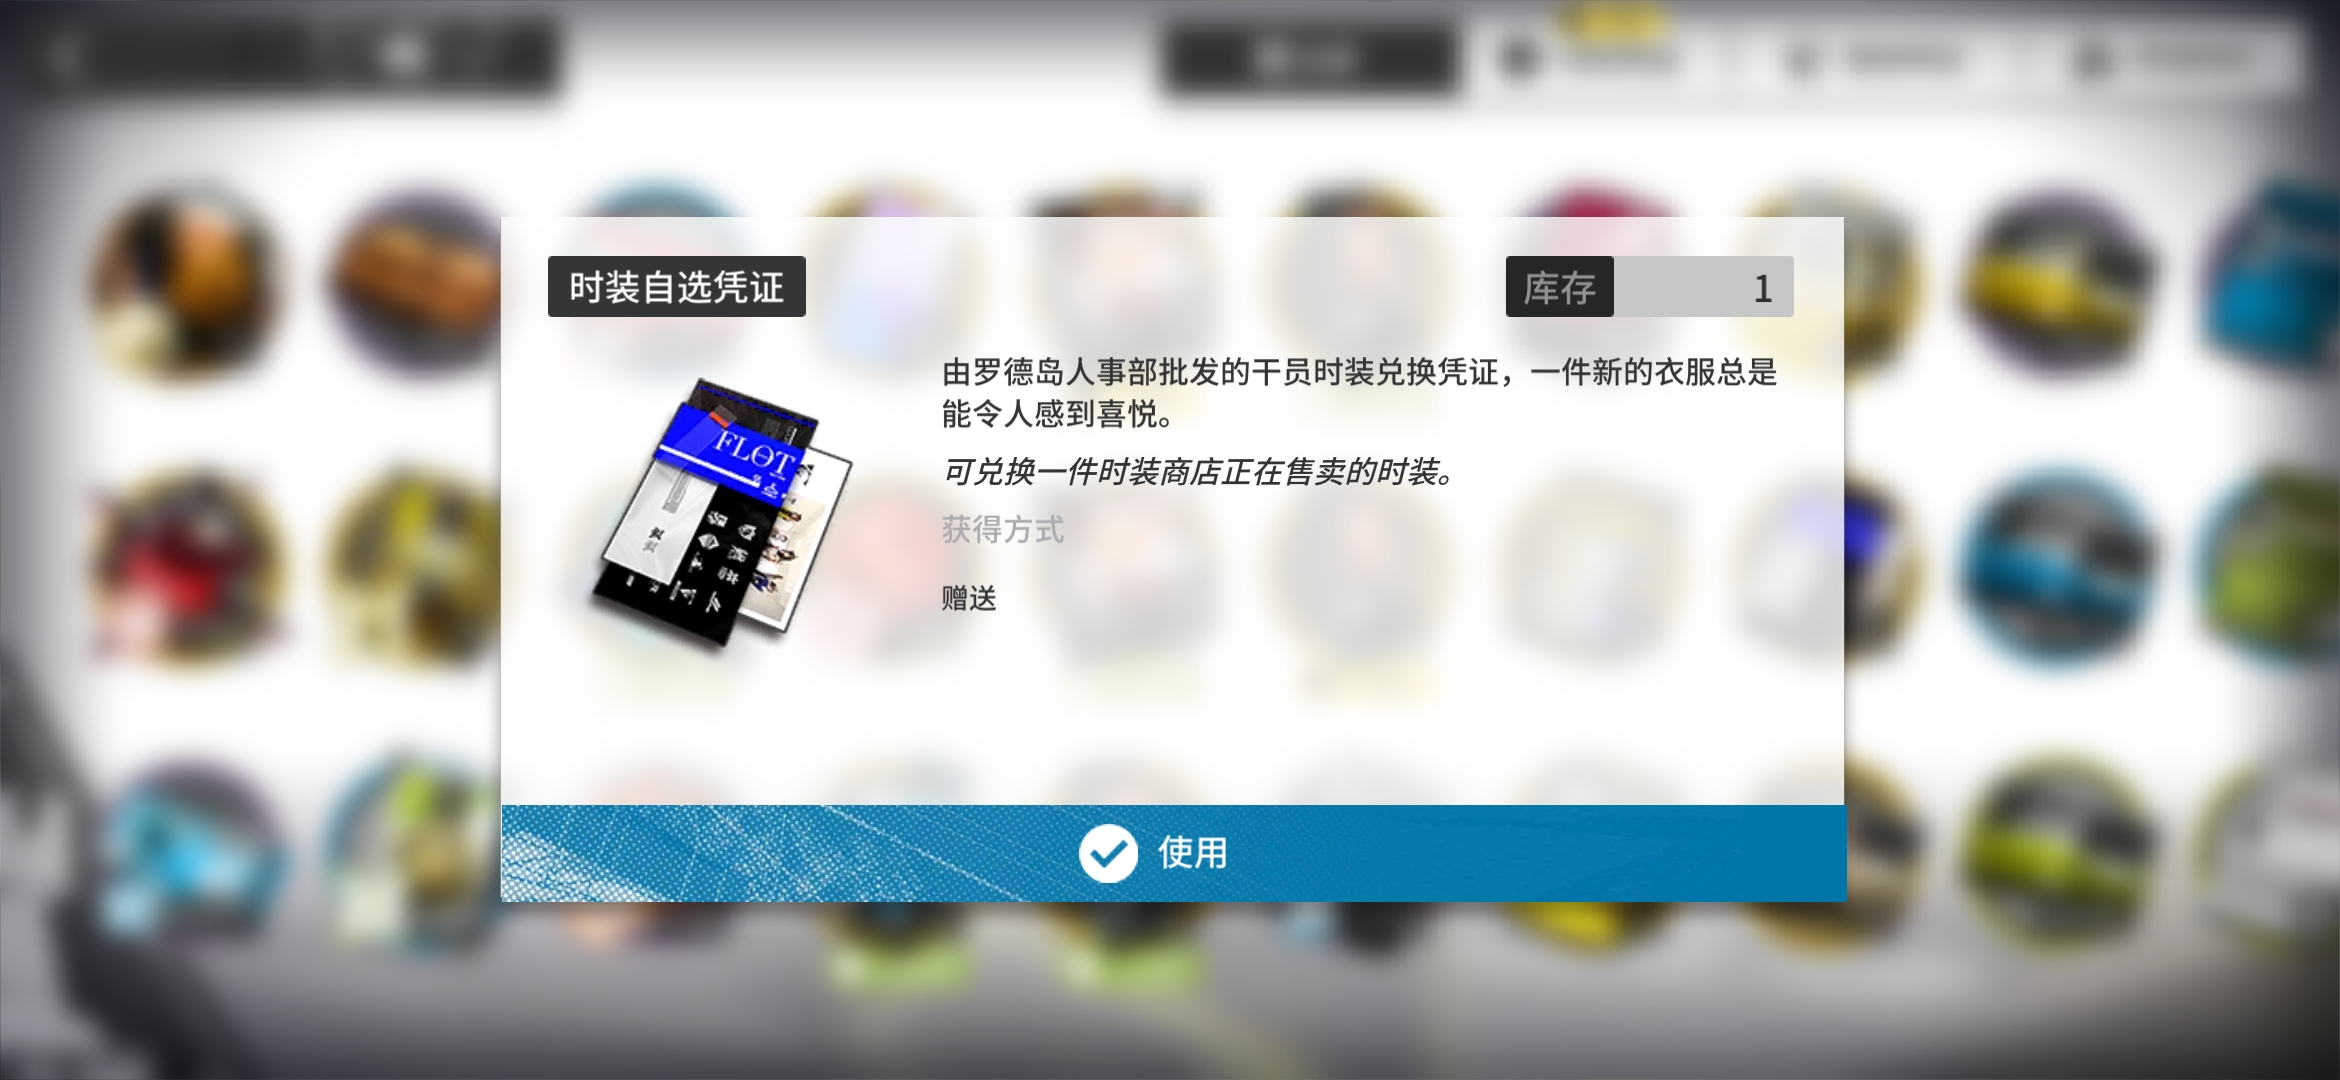 时装自选凭证
库存 1
由罗德岛人事部批发的干员时装兑换凭证，一件新的衣服总是
能令人感到喜悦。
可兑换一件时装商店正在售卖的时装。
获得方式
赠送
FLOT
使用